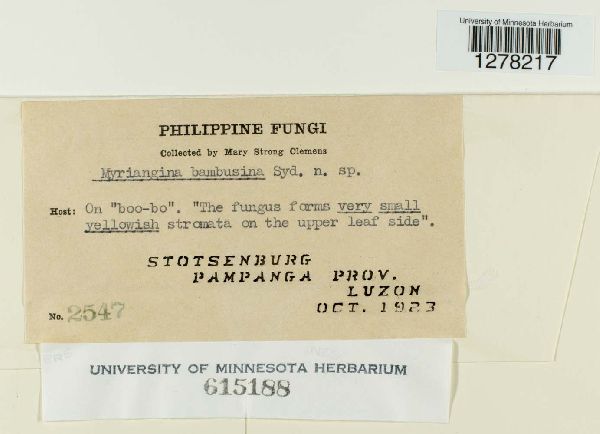 University of Minnesota Herbarium
1278217
PHILIPPINE FUNGI
Collected by Mary Strong Clemens
Myriangina bambusina Syd. n. sp.
Host: On "boo-bo". "The fungus forms very small
yellowish stromata on the upper leaf side".
STOTSENBURG
PAMPANGA PROV.
LUZON
OCT. 1923
No. 2547
UNIVERSITY OF MINNESOTA HERBARIUM
615188